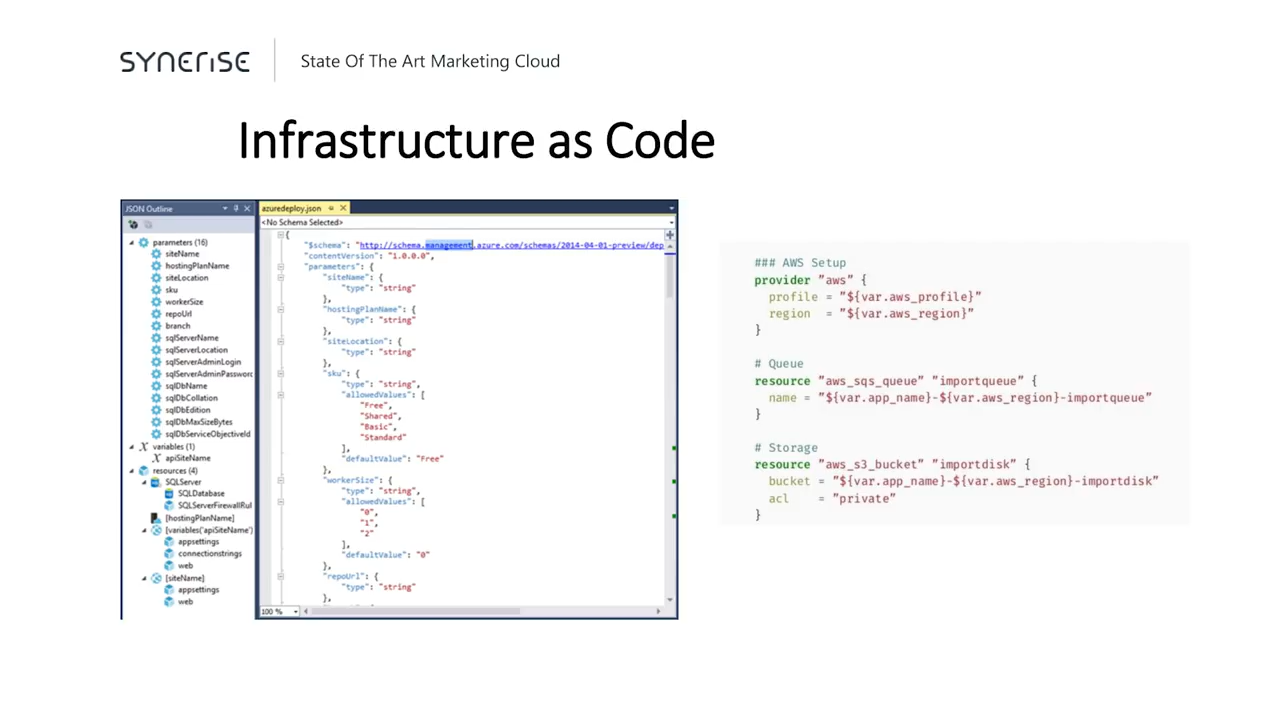 SYNERISE
State Of The Art Marketing Cloud
Infrastructure as Code
JSON Outline
parameters (16)
siteName
hostingPlanName
siteLocation
sku
workerSize
repoUrl
branch
sqlServerName
sqlServerLocation
sqlServerAdminLogin
sqlServerAdminPassword
sqlDbName
sqlDbCollation
sqlDbEdition
sqlDbMaxSizeBytes
sqlDbServiceObjectiveId
variables (1)
apiSiteName
resources (4)
SQLServer
SQLDatabase
SQLServerFirewallRul
[hostingPlanName]
[variables('apiSiteName')
appsettings
connectionstrings
web
[siteName]
appsettings
web
azuredeploy.json
<No Schema Selected>
{
"$schema": "http://schema.management.azure.com/schemas/2014-04-01-preview/dep
"contentVersion": "1.0.0.0",
"parameters": {
"siteName": {
"type": "string"
},
"hostingPlanName": {
"type": "string"
},
"siteLocation": {
"type": "string"
},
"sku": {
"type": "string",
"allowedValues": [
"Free",
"Shared",
"Basic",
"Standard"
],
"defaultValue": "Free"
},
"workerSize": {
"type": "string",
"allowedValues": [
"0",
"1",
"2"
],
"defaultValue": "0"
},
"repoUrl": {
"type": "string"
},
100 %
### AWS Setup
provider "aws" {
profile = "${var.aws_profile}"
region = "${var.aws_region}"
}
# Queue
resource "aws_sqs_queue" "importqueue" {
name = "${var.app_name}-${var.aws_region}-importqueue"
}
# Storage
resource "aws_s3_bucket" "importdisk" {
bucket = "${var.app_name}-${var.aws_region}-importdisk"
acl = "private"
}